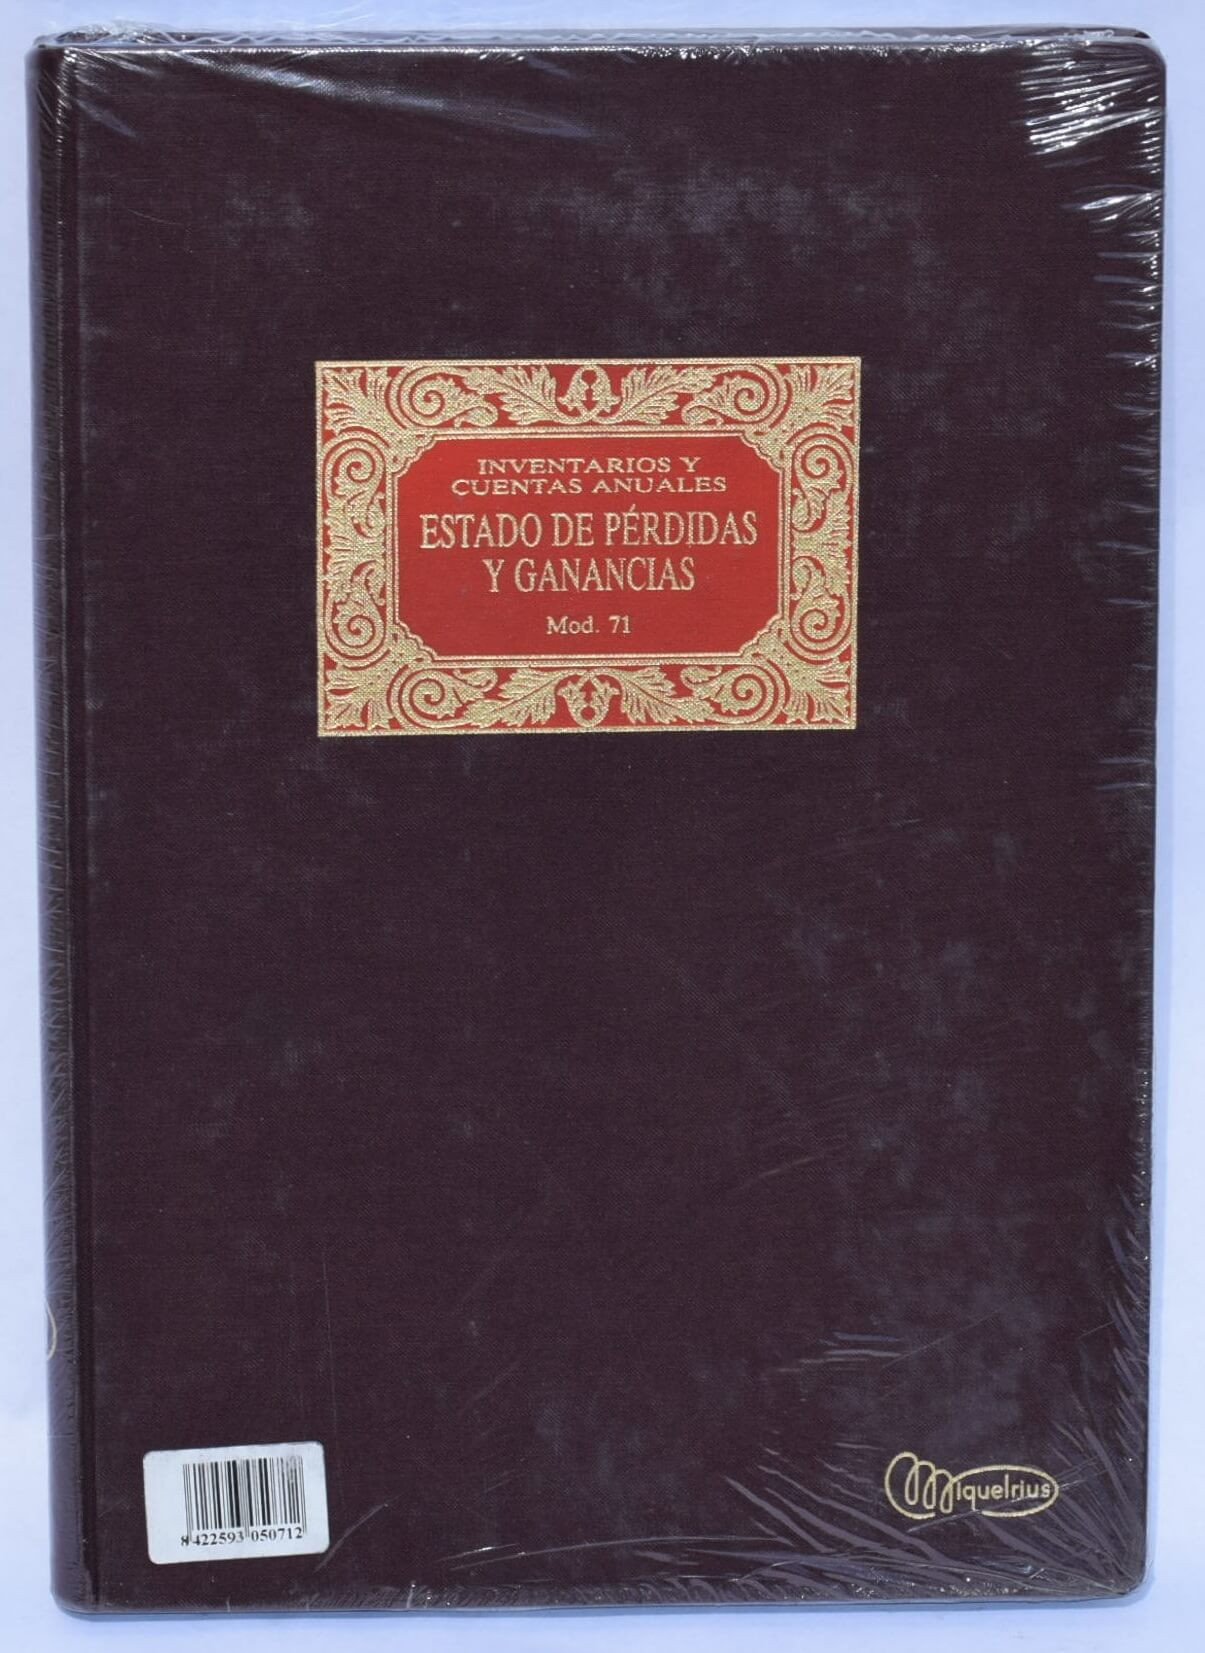 INVENTARIOS Y
CUENTAS ANUALES
ESTADO DE PÉRDIDAS
Y GANANCIAS
Mod. 71
Miquelrius
8 422593 050712